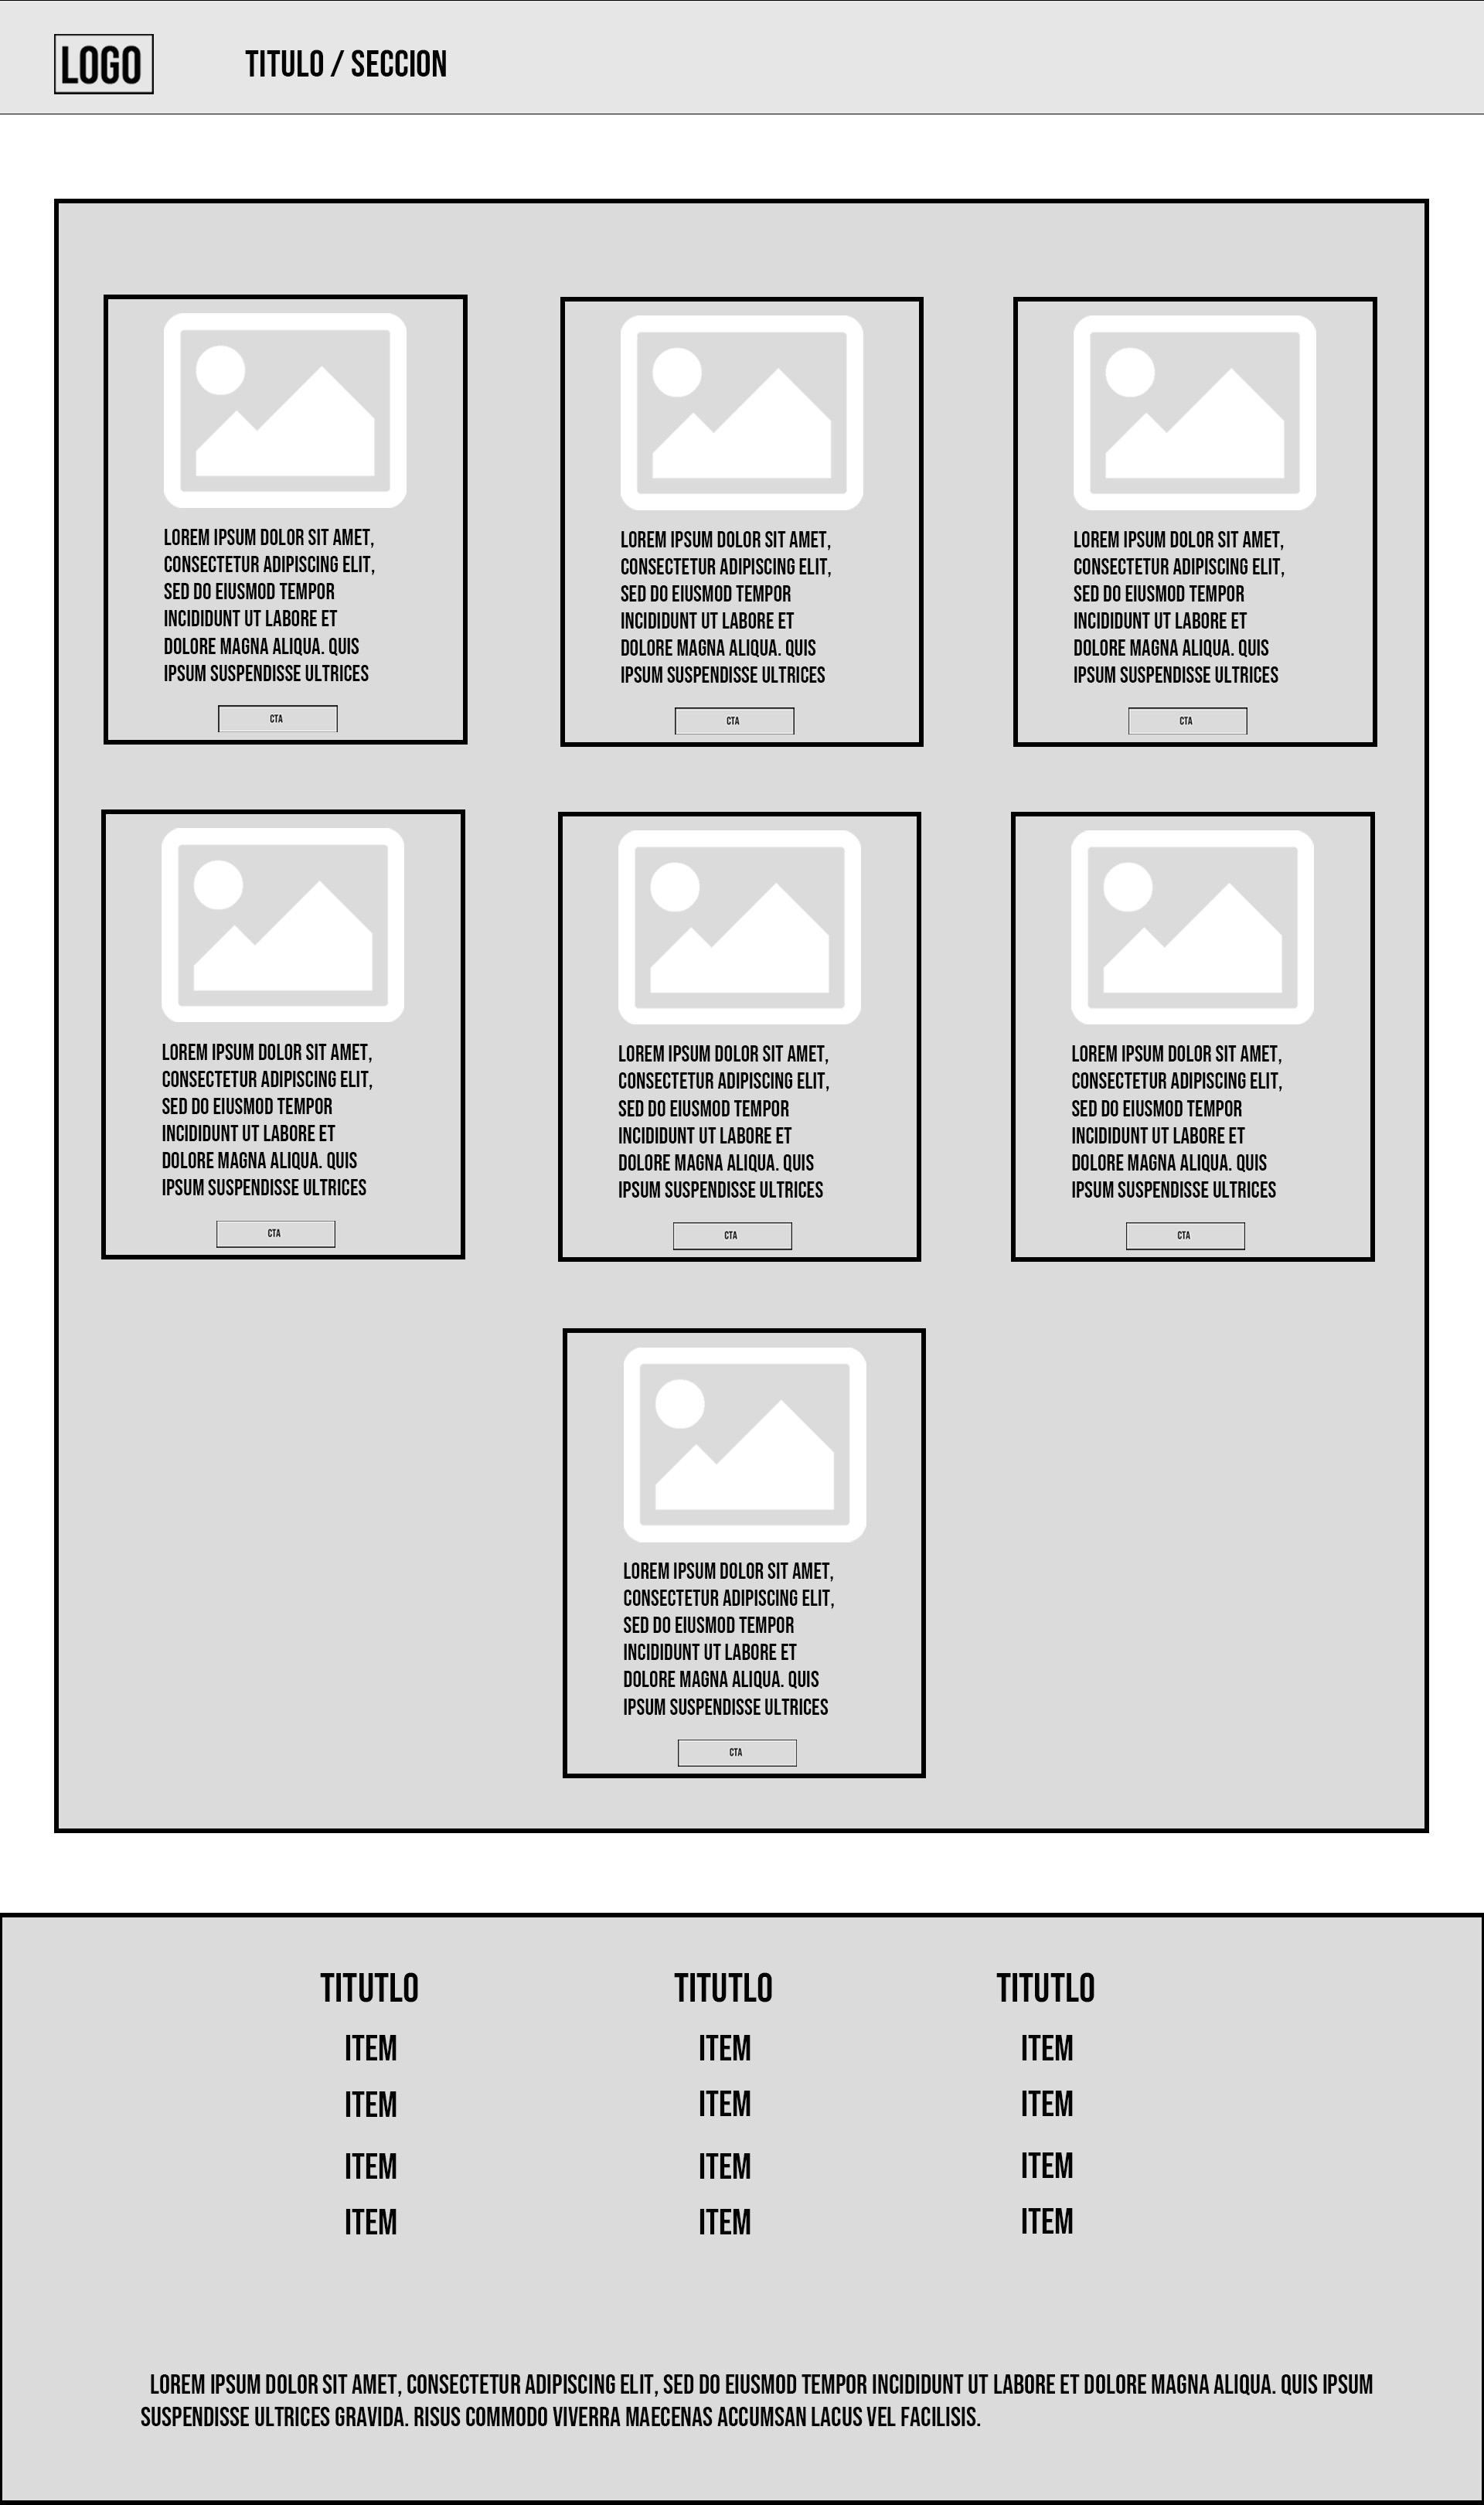 LOGO
TITULO / SECCION
LOREM IPSUM DOLOR SIT AMET,
CONSECTETUR ADIPISCING ELIT,
SED DO EIUSMOD TEMPOR
INCIDIDUNT UT LABORE ET
DOLORE MAGNA ALIQUA. QUIS
IPSUM SUSPENDISSE ULTRICES
CTA
LOREM IPSUM DOLOR SIT AMET,
CONSECTETUR ADIPISCING ELIT,
SED DO EIUSMOD TEMPOR
INCIDIDUNT UT LABORE ET
DOLORE MAGNA ALIQUA. QUIS
IPSUM SUSPENDISSE ULTRICES
CTA
LOREM IPSUM DOLOR SIT AMET,
CONSECTETUR ADIPISCING ELIT,
SED DO EIUSMOD TEMPOR
INCIDIDUNT UT LABORE ET
DOLORE MAGNA ALIQUA. QUIS
IPSUM SUSPENDISSE ULTRICES
CTA
LOREM IPSUM DOLOR SIT AMET,
CONSECTETUR ADIPISCING ELIT,
SED DO EIUSMOD TEMPOR
INCIDIDUNT UT LABORE ET
DOLORE MAGNA ALIQUA. QUIS
IPSUM SUSPENDISSE ULTRICES
CTA
LOREM IPSUM DOLOR SIT AMET,
CONSECTETUR ADIPISCING ELIT,
SED DO EIUSMOD TEMPOR
INCIDIDUNT UT LABORE ET
DOLORE MAGNA ALIQUA. QUIS
IPSUM SUSPENDISSE ULTRICES
CTA
LOREM IPSUM DOLOR SIT AMET,
CONSECTETUR ADIPISCING ELIT,
SED DO EIUSMOD TEMPOR
INCIDIDUNT UT LABORE ET
DOLORE MAGNA ALIQUA. QUIS
IPSUM SUSPENDISSE ULTRICES
CTA
LOREM IPSUM DOLOR SIT AMET,
CONSECTETUR ADIPISCING ELIT,
SED DO EIUSMOD TEMPOR
INCIDIDUNT UT LABORE ET
DOLORE MAGNA ALIQUA. QUIS
IPSUM SUSPENDISSE ULTRICES
CTA
TITUTLO
ITEM
ITEM
ITEM
ITEM
TITUTLO
ITEM
ITEM
ITEM
ITEM
TITUTLO
ITEM
ITEM
ITEM
ITEM
LOREM IPSUM DOLOR SIT AMET, CONSECTETUR ADIPISCING ELIT, SED DO EIUSMOD TEMPOR INCIDIDUNT UT LABORE ET DOLORE MAGNA ALIQUA. QUIS IPSUM
SUSPENDISSE ULTRICES GRAVIDA. RISUS COMMODO VIVERRA MAECENAS ACCUMSAN LACUS VEL FACILISIS.